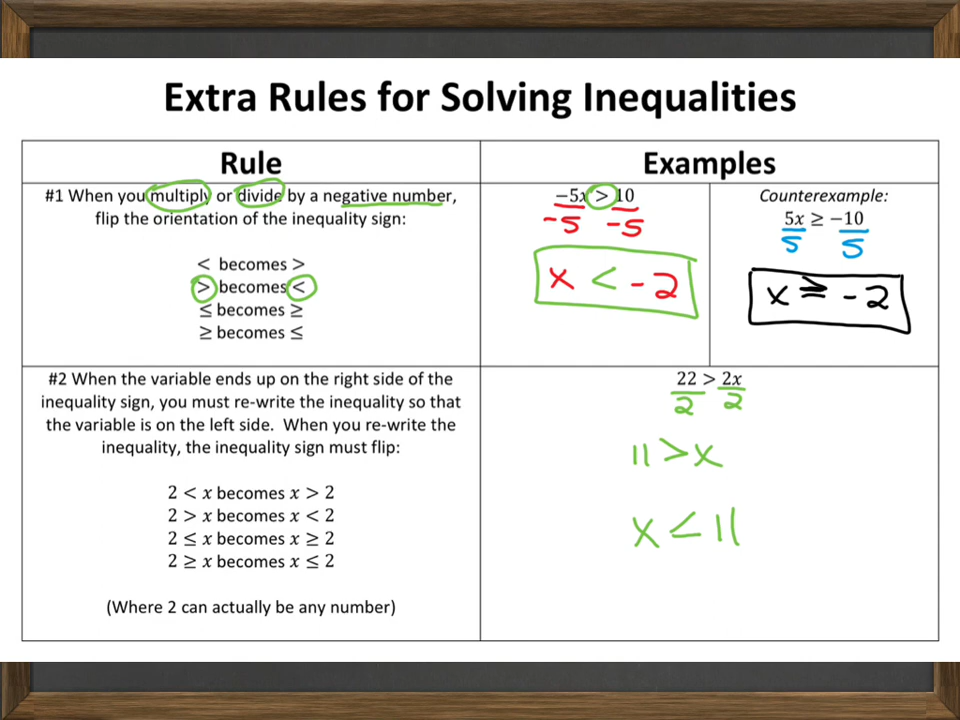 Extra Rules for Solving Inequalities
Rule
Examples
#1 When you multiply or divide by a negative number,
flip the orientation of the inequality sign:
< becomes >
> becomes <
≤ becomes ≥
≥ becomes ≤
−5x > 10
-5 -5
x < -2
Counterexample:
5x ≥ −10
5 5
x ≥ -2
#2 When the variable ends up on the right side of the
inequality sign, you must re-write the inequality so that
the variable is on the left side. When you re-write the
inequality, the inequality sign must flip:
2 < x becomes x > 2
2 > x becomes x < 2
2 ≤ x becomes x ≥ 2
2 ≥ x becomes x ≤ 2
(Where 2 can actually be any number)
22 > 2x
2 2
11 > x
x < 11